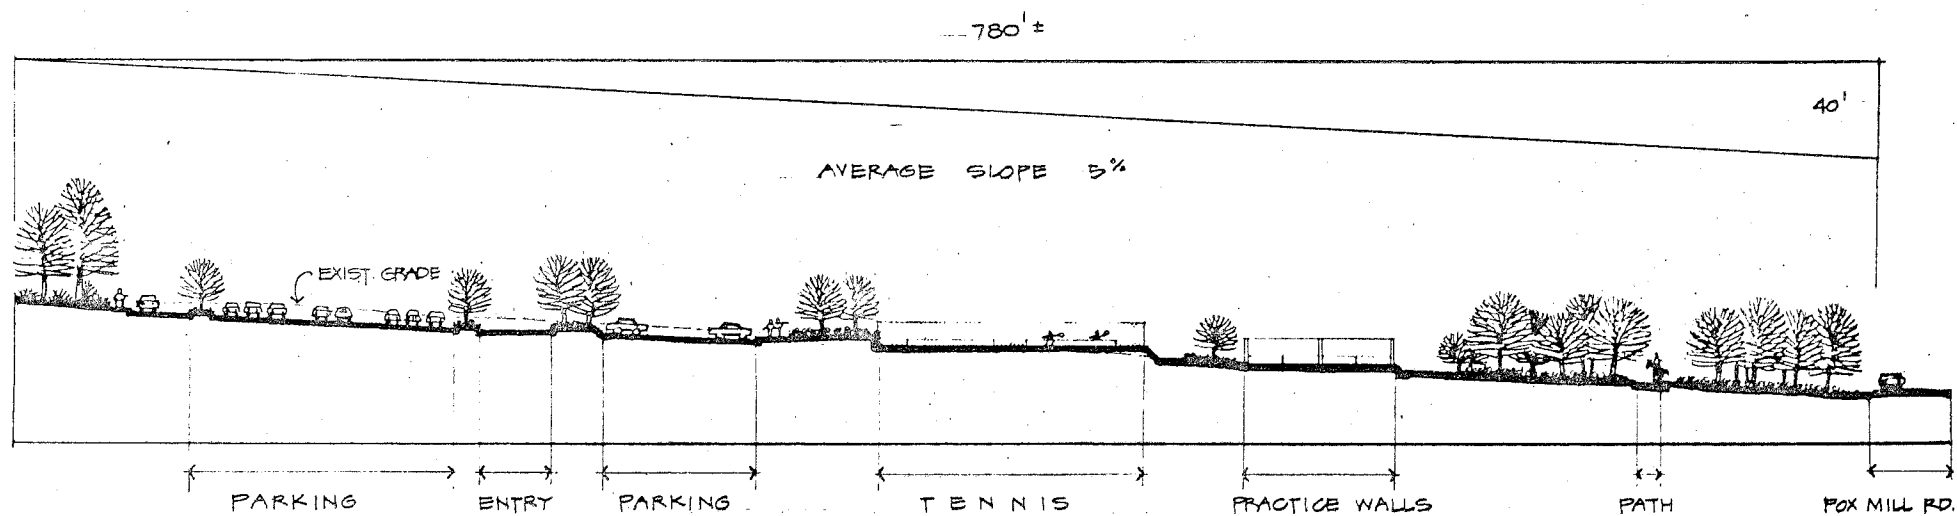 780'±
40'
AVERAGE SLOPE 5%
EXIST. GRADE
PARKING ENTRY PARKING TENNIS PRACTICE WALLS PATH FOX MILL RD.